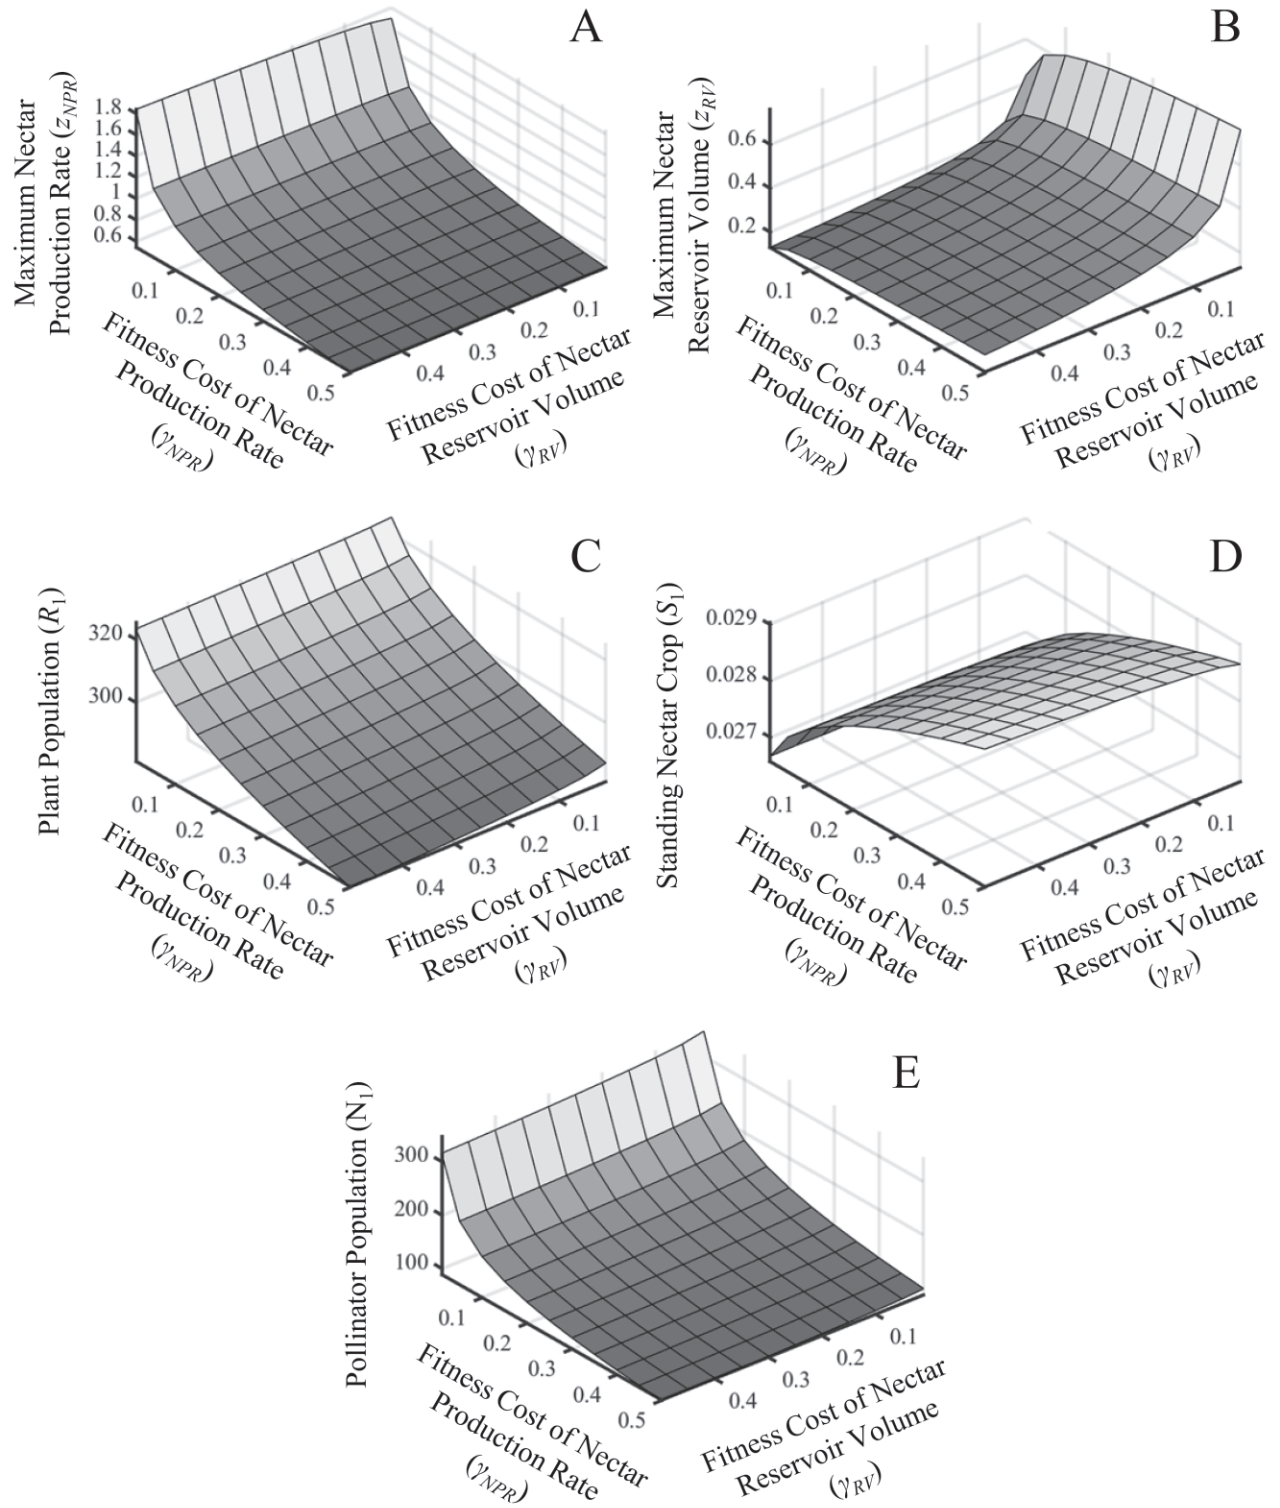 A
Maximum Nectar
Production Rate (zNPR)
1.8
1.6
1.4
1.2
1
0.8
0.6
0.1
0.2
0.3
0.4
0.5
Fitness Cost of Nectar
Production Rate
(γNPR)
0.1
0.2
0.3
0.4
Fitness Cost of Nectar
Reservoir Volume
(γRV)
B
Maximum Nectar
Reservoir Volume (zRV)
0.6
0.4
0.2
0.1
0.2
0.3
0.4
0.5
Fitness Cost of Nectar
Production Rate
(γNPR)
0.1
0.2
0.3
0.4
Fitness Cost of Nectar
Reservoir Volume
(γRV)
C
Plant Population (R1)
320
300
0.1
0.2
0.3
0.4
0.5
Fitness Cost of Nectar
Production Rate
(γNPR)
0.1
0.2
0.3
0.4
Fitness Cost of Nectar
Reservoir Volume
(γRV)
D
Standing Nectar Crop (S1)
0.029
0.028
0.027
0.1
0.2
0.3
0.4
0.5
Fitness Cost of Nectar
Production Rate
(γNPR)
0.1
0.2
0.3
0.4
Fitness Cost of Nectar
Reservoir Volume
(γRV)
E
Pollinator Population (N1)
300
200
100
0.1
0.2
0.3
0.4
0.5
Fitness Cost of Nectar
Production Rate
(γNPR)
0.1
0.2
0.3
0.4
Fitness Cost of Nectar
Reservoir Volume
(γRV)